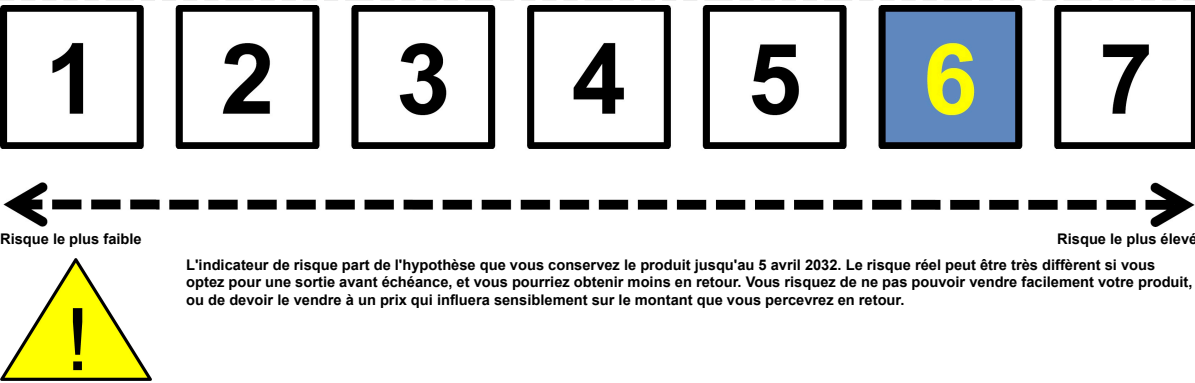 1 2 3 4 5 6 7
Risque le plus faible Risque le plus élevé
L'indicateur de risque part de l'hypothèse que vous conservez le produit jusqu'au 5 avril 2032. Le risque réel peut être très diffèrent si vous
optez pour une sortie avant échéance, et vous pourriez obtenir moins en retour. Vous risquez de ne pas pouvoir vendre facilement votre produit,
ou de devoir le vendre à un prix qui influera sensiblement sur le montant que vous percevrez en retour.
!